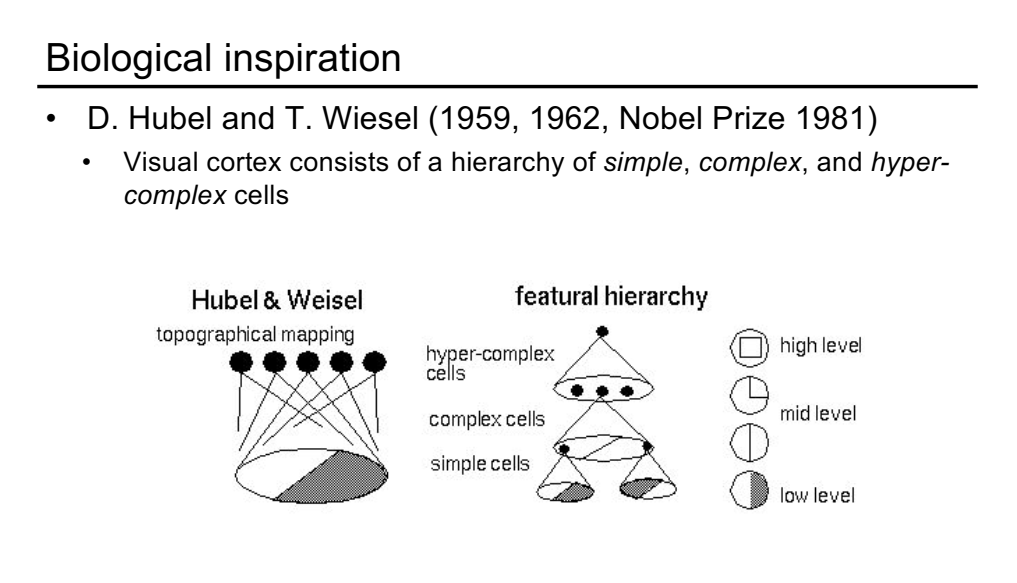 Biological inspiration
• D. Hubel and T. Wiesel (1959, 1962, Nobel Prize 1981)
• Visual cortex consists of a hierarchy of simple, complex, and hyper-
complex cells
Hubel & Weisel
topographical mapping
featural hierarchy
hyper-complex
cells
complex cells
simple cells
high level
mid level
low level